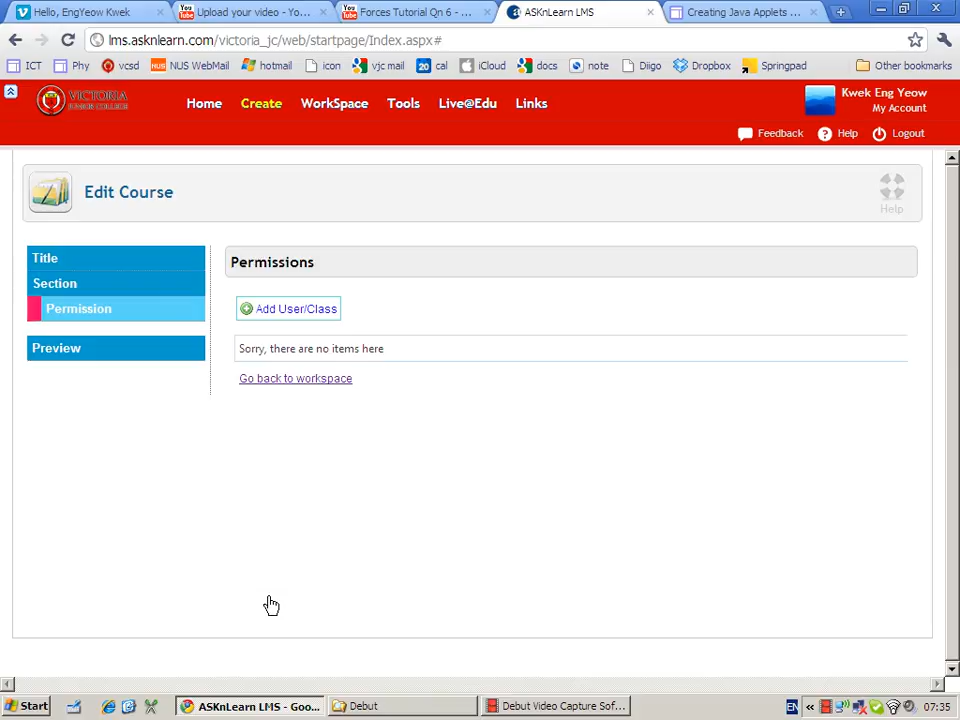 Hello, EngYeow Kwek
Upload your video - Yo...
Forces Tutorial Qn 6 - ...
ASKnLearn LMS
Creating Java Applets ...
lms.asknlearn.com/victoria_jc/web/startpage/Index.aspx#
ICT
Phy
vcsd
NUS WebMail
hotmail
icon
vjc mail
20 cal
iCloud
docs
note
Diigo
Dropbox
Springpad
Other bookmarks
VICTORIA
JUNIOR COLLEGE
Home
Create
WorkSpace
Tools
Live@Edu
Links
Kwek Eng Yeow
My Account
Feedback
Help
Logout
Edit Course
Help
Title
Section
Permission
Preview
Permissions
Add User/Class
Sorry, there are no items here
Go back to workspace
Start
ASKnLearn LMS - Goo...
Debut
Debut Video Capture Sof...
EN
07:35